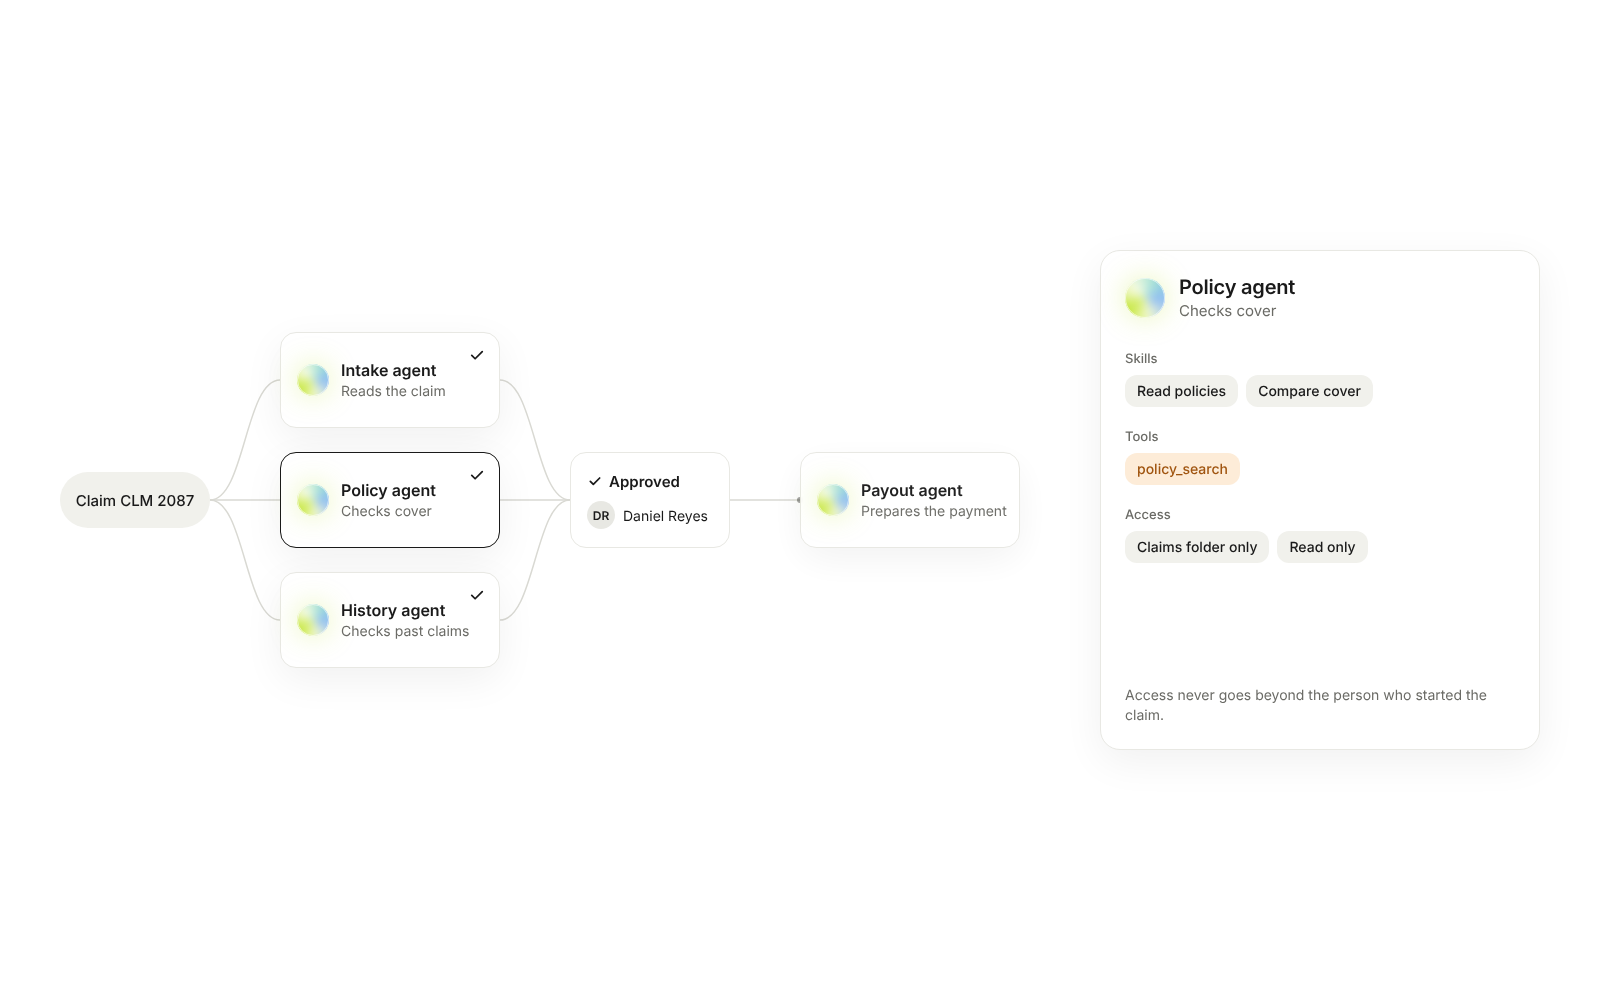 Claim CLM 2087
Intake agent
Reads the claim
Policy agent
Checks cover
History agent
Checks past claims
Approved
DR
Daniel Reyes
Payout agent
Prepares the payment
Policy agent
Checks cover
Skills
Read policies
Compare cover
Tools
policy_search
Access
Claims folder only
Read only
Access never goes beyond the person who started the
claim.